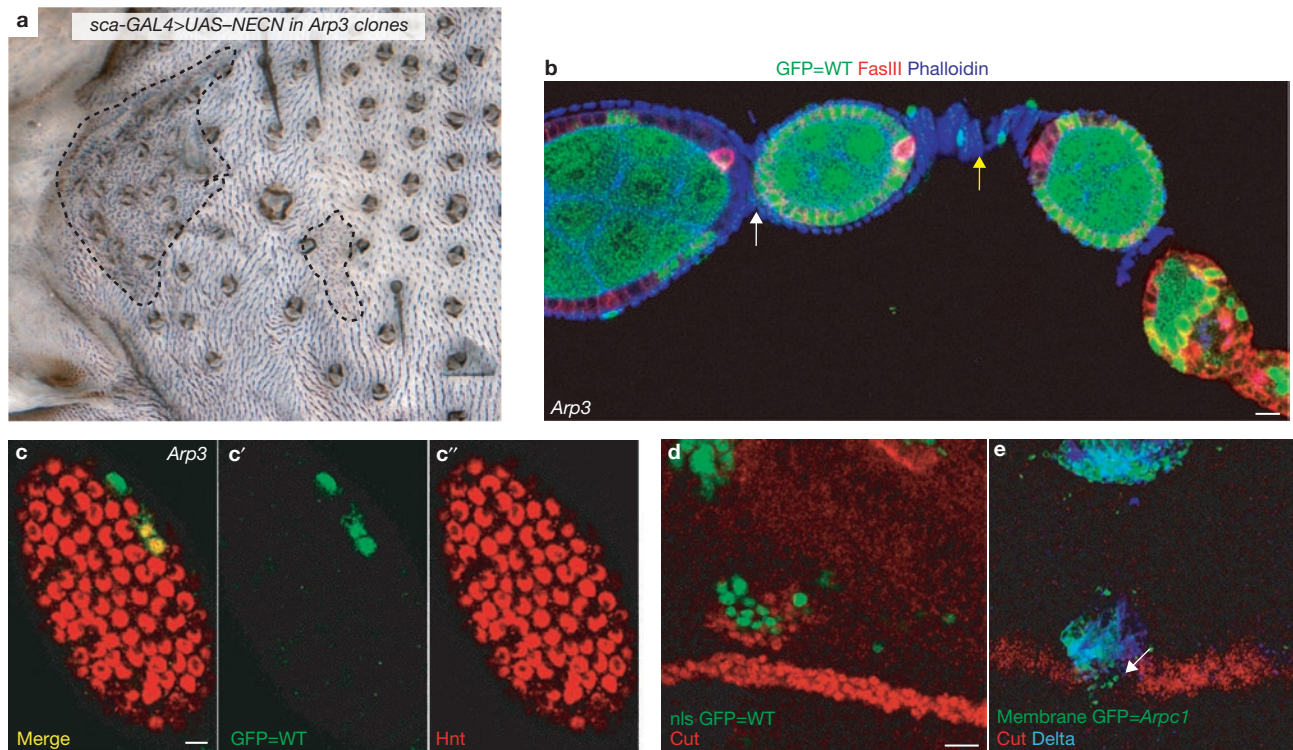 a
sca-GAL4>UAS–NECN in Arp3 clones
b
GFP=WT FasIII Phalloidin
Arp3
c
Arp3
Merge
c′
GFP=WT
c″
Hnt
d
nls GFP=WT
Cut
e
Membrane GFP=Arpc1
Cut Delta